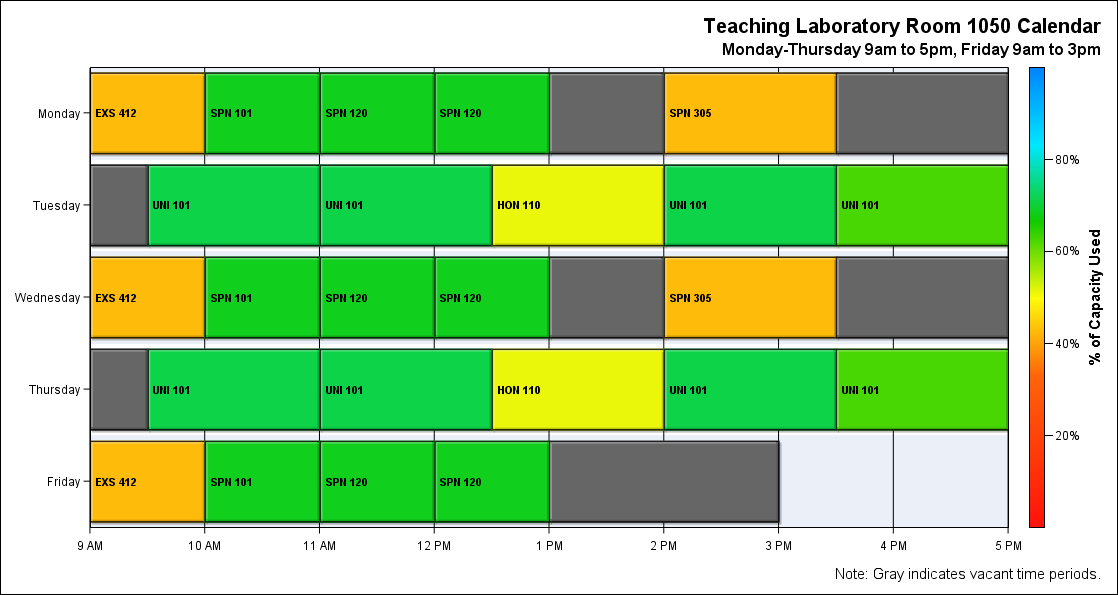 Teaching Laboratory Room 1050 Calendar
Monday-Thursday 9am to 5pm, Friday 9am to 3pm
Monday
EXS 412
SPN 101
SPN 120
SPN 120
SPN 305
Tuesday
UNI 101
UNI 101
HON 110
UNI 101
UNI 101
Wednesday
EXS 412
SPN 101
SPN 120
SPN 120
SPN 305
Thursday
UNI 101
UNI 101
HON 110
UNI 101
UNI 101
Friday
EXS 412
SPN 101
SPN 120
SPN 120
9 AM
10 AM
11 AM
12 PM
1 PM
2 PM
3 PM
4 PM
5 PM
80%
60%
40%
20%
% of Capacity Used
Note: Gray indicates vacant time periods.